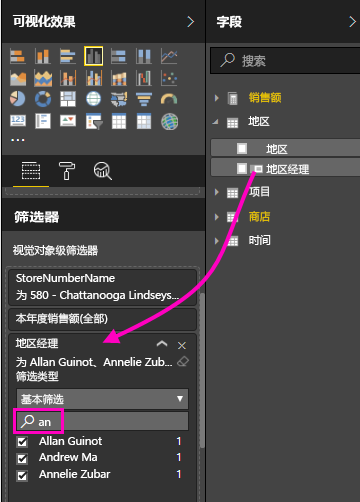 可视化效果
筛选器
视觉对象级筛选器
StoreNumberName
为 580 - Chattanooga Lindseys...
本年度销售额(全部)
地区经理
为 Allan Guinot、Annelie Zub...
筛选类型
基本筛选
an
Allan Guinot 1
Andrew Ma 1
Annelie Zubar 1
字段
搜索
销售额
地区
地区
地区经理
项目
商店
时间